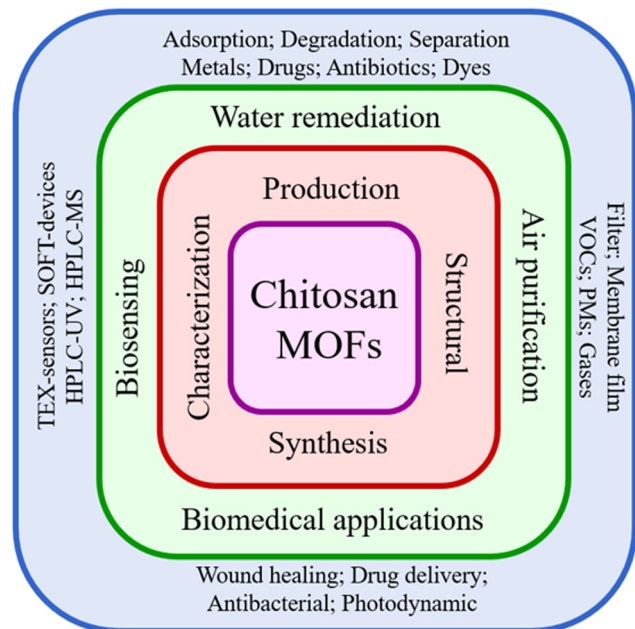 Adsorption; Degradation; Separation
Metals; Drugs; Antibiotics; Dyes
Water remediation
Production
TEX-sensors; SOFT-devices
HPLC-UV; HPLC-MS
Biosensing
Characterization
Chitosan
MOFs
Structural
Air purification
Filter; Membrane film
VOCs; PMs; Gases
Synthesis
Biomedical applications
Wound healing; Drug delivery;
Antibacterial; Photodynamic